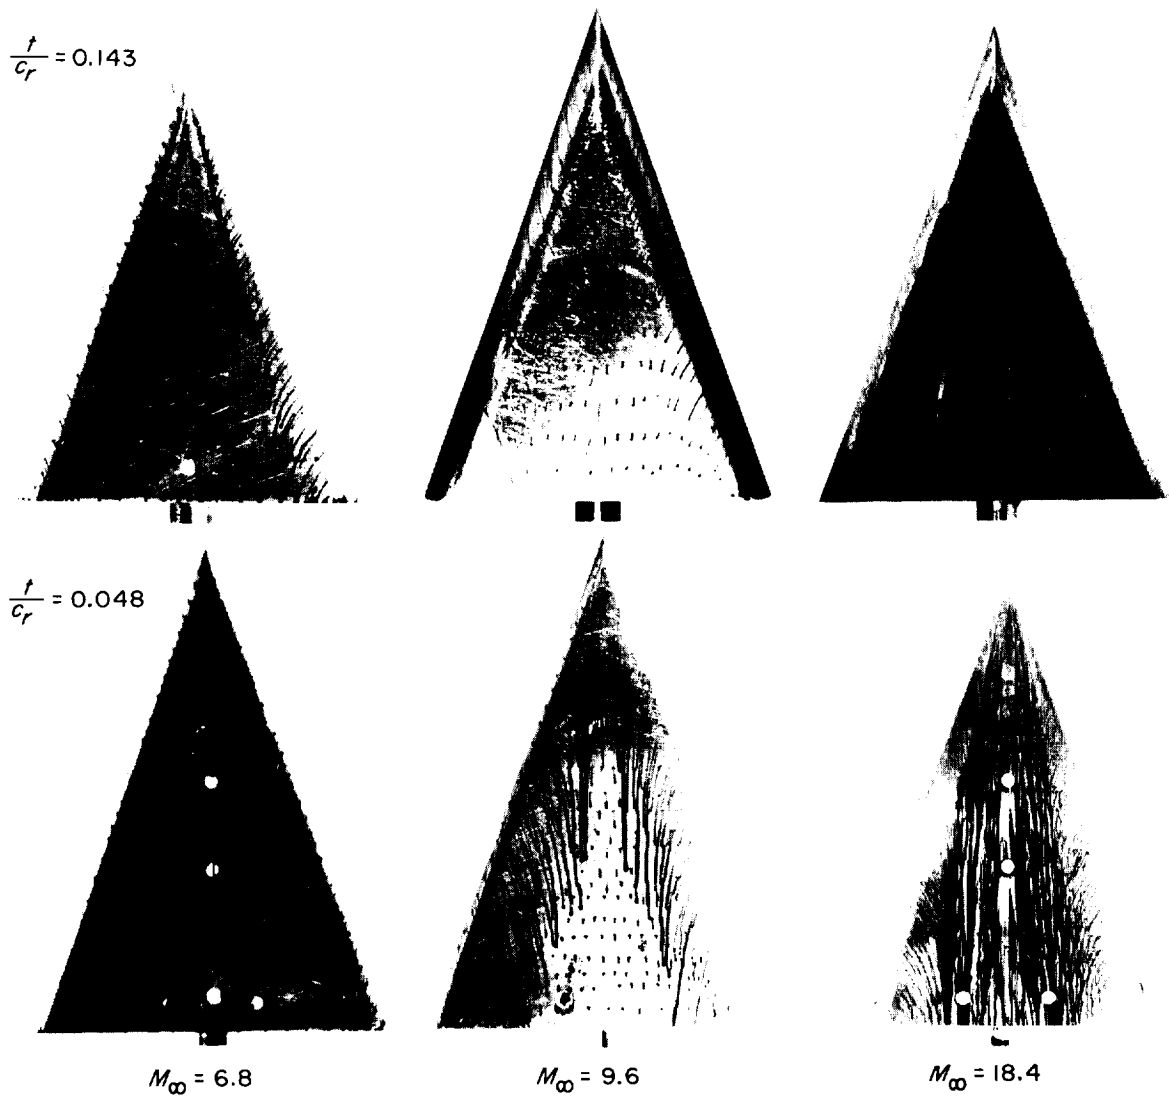 t/c_r = 0.143
t/c_r = 0.048
M_∞ = 6.8
M_∞ = 9.6
M_∞ = 18.4